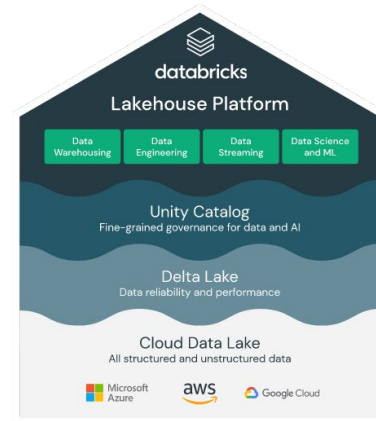 databricks
Lakehouse Platform
Data Warehousing
Data Engineering
Data Streaming
Data Science and ML
Unity Catalog
Fine-grained governance for data and AI
Delta Lake
Data reliability and performance
Cloud Data Lake
All structured and unstructured data
Microsoft Azure
aws
Google Cloud